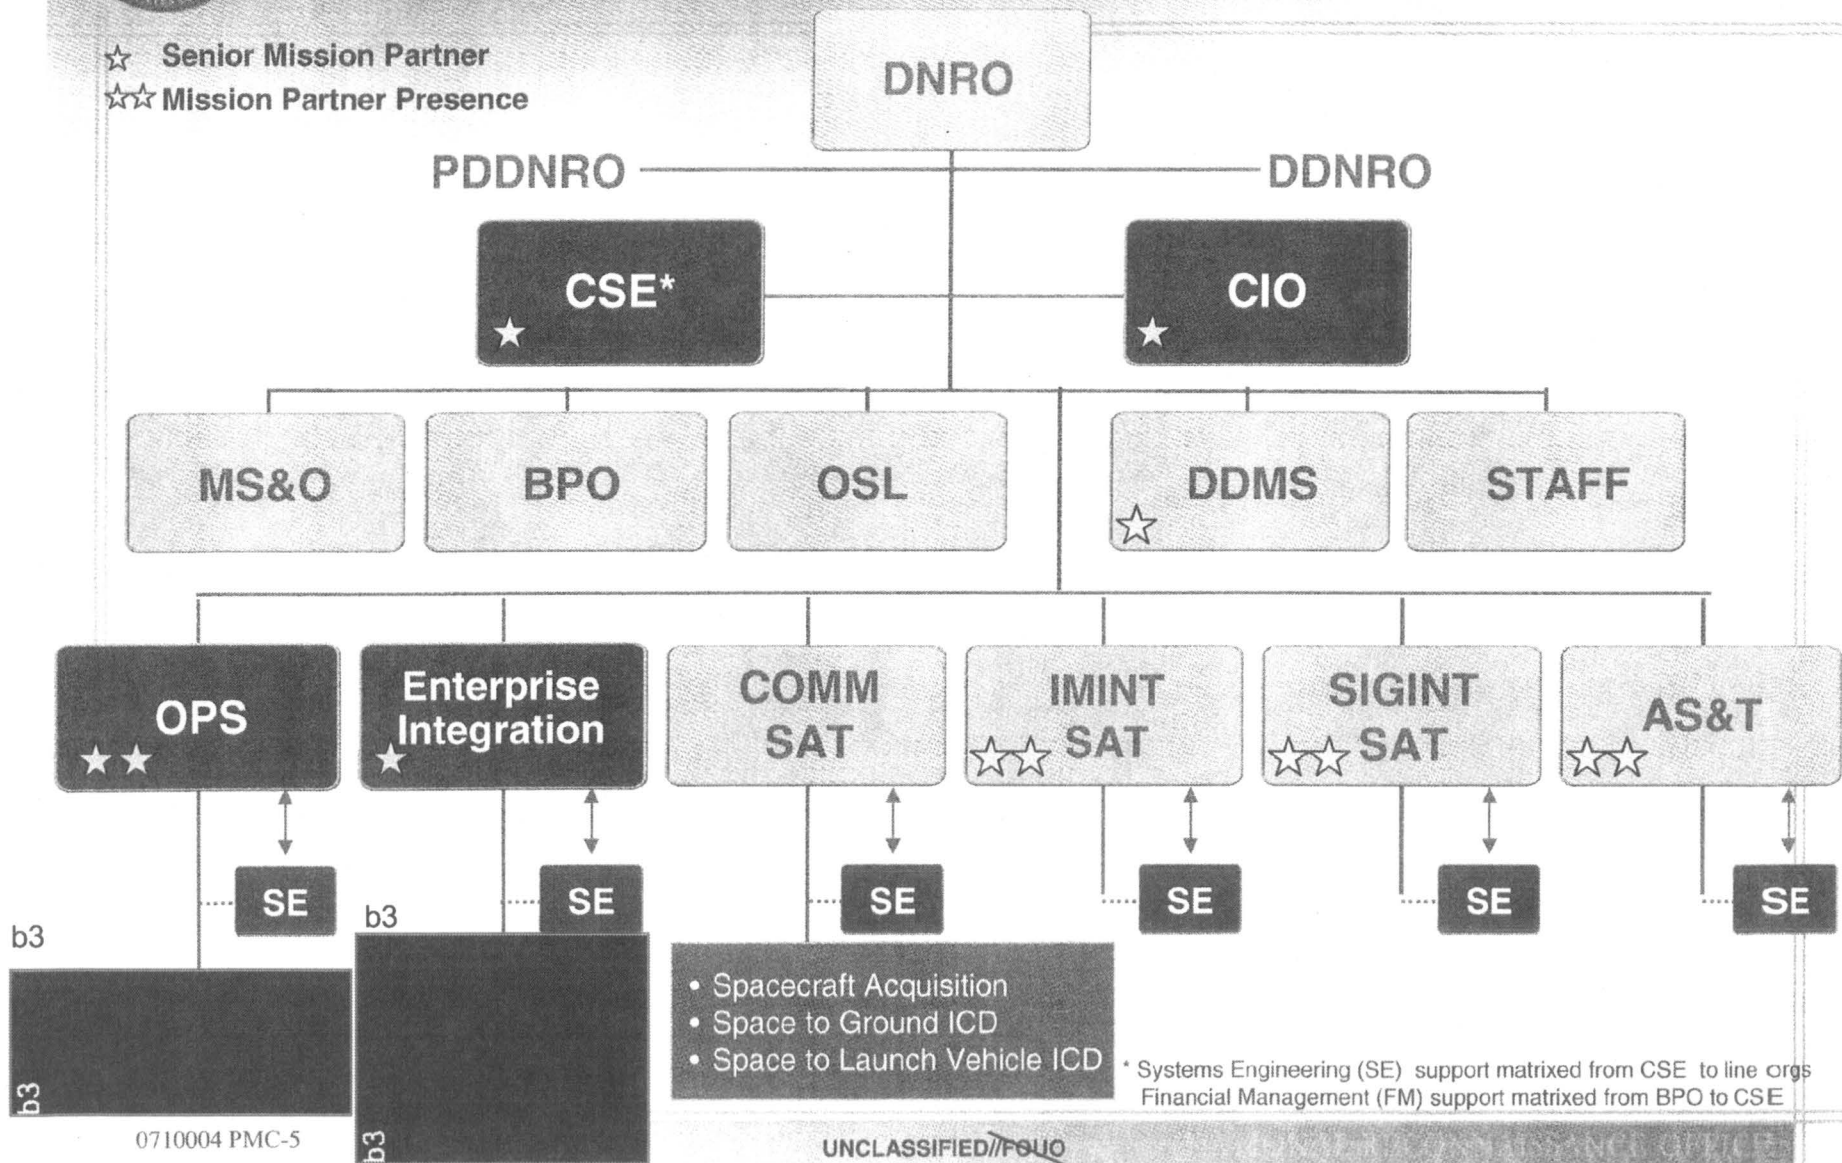 ☆ Senior Mission Partner
☆☆ Mission Partner Presence
DNRO
PDDNRO
DDNRO
CSE*
CIO
MS&O
BPO
OSL
DDMS
STAFF
OPS
Enterprise
Integration
COMM
SAT
IMINT
SAT
SIGINT
SAT
AS&T
SE
SE
SE
SE
SE
SE
b3
b3
b3
b3
• Spacecraft Acquisition
• Space to Ground ICD
• Space to Launch Vehicle ICD
* Systems Engineering (SE) support matrixed from CSE to line orgs
Financial Management (FM) support matrixed from BPO to CSE
0710004 PMC-5
UNCLASSIFIED//FOUO
OFFICE